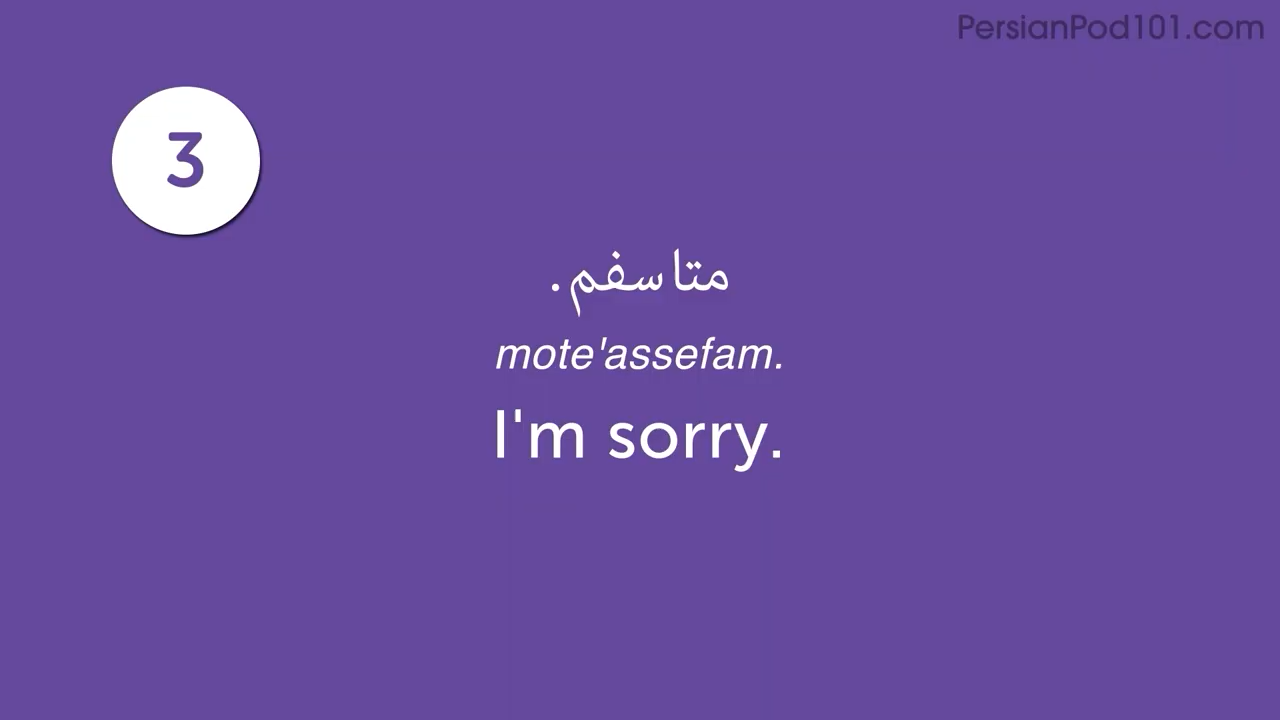 PersianPod101.com
3
متاسفم.
mote'assefam.
I'm sorry.